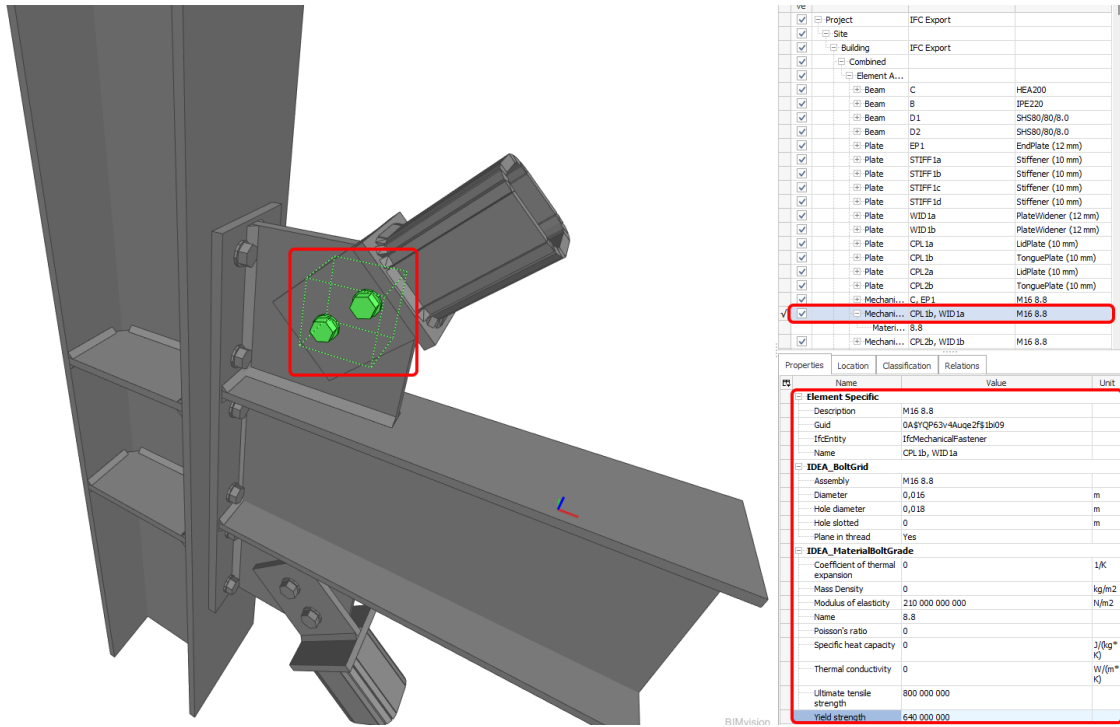 ve
Project IFC Export
Site
Building IFC Export
Combined
Element A...
Beam C HEA200
Beam B IPE220
Beam D1 SHS80/80/8.0
Beam D2 SHS80/80/8.0
Plate EP1 EndPlate (12 mm)
Plate STIFF1a Stiffener (10 mm)
Plate STIFF1b Stiffener (10 mm)
Plate STIFF1c Stiffener (10 mm)
Plate STIFF1d Stiffener (10 mm)
Plate WID1a PlateWidener (12 mm)
Plate WID1b PlateWidener (12 mm)
Plate CPL1a LidPlate (10 mm)
Plate CPL1b TonguePlate (10 mm)
Plate CPL2a LidPlate (10 mm)
Plate CPL2b TonguePlate (10 mm)
Mechani... C, EP1 M16 8.8
Mechani... CPL1b, WID1a M16 8.8
Materi... 8.8
Mechani... CPL2b, WID1b M16 8.8
Properties Location Classification Relations
Name Value Unit
Element Specific
Description M16 8.8
Guid 0A$YQP63v4Auqe2f$1bi09
IfcEntity IfcMechanicalFastener
Name CPL1b, WID1a
IDEA_BoltGrid
Assembly M16 8.8
Diameter 0,016 m
Hole diameter 0,018 m
Hole slotted 0 m
Plane in thread Yes
IDEA_MaterialBoltGrade
Coefficient of thermal 0 1/K
expansion
Mass Density 0 kg/m2
Modulus of elasticity 210 000 000 000 N/m2
Name 8.8
Poisson's ratio 0
Specific heat capacity 0 J/(kg*
K)
Thermal conductivity 0 W/(m*
K)
Ultimate tensile 800 000 000
strength
Yield strength 640 000 000
BIMvision